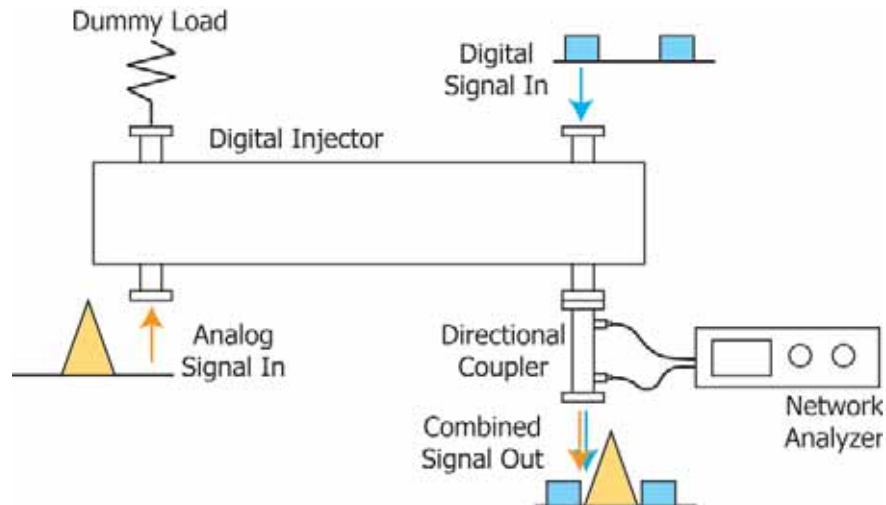 Dummy Load
Digital
Signal In
Digital Injector
Analog
Signal In
Directional
Coupler
Network
Analyzer
Combined
Signal Out